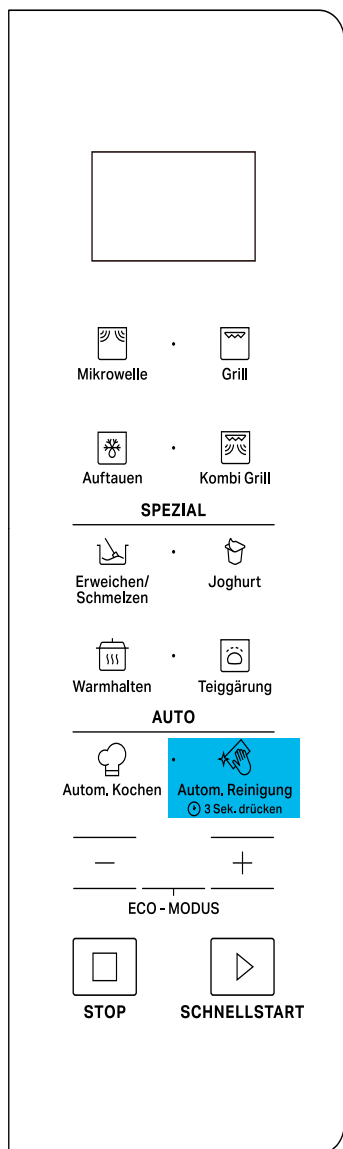 Mikrowelle
Grill
Auftauen
Kombi Grill
SPEZIAL
Erweichen/
Schmelzen
Joghurt
Warmhalten
Teiggärung
AUTO
Autom. Kochen
Autom. Reinigung
3 Sek. drücken
ECO - MODUS
STOP
SCHNELLSTART